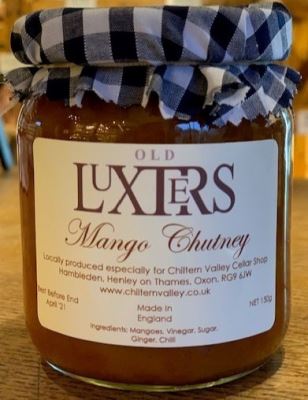 OLD
LUXTERS
Mango Chutney
Locally produced especially for Chiltern Valley Cellar Shop
Hambleden, Henley on Thames, Oxon, RG9 6JW
www.chilternvalley.co.uk
Best Before End
April '21
Made In
England
NET 150g
Ingredients: Mangoes, Vinegar, Sugar,
Ginger, Chilli